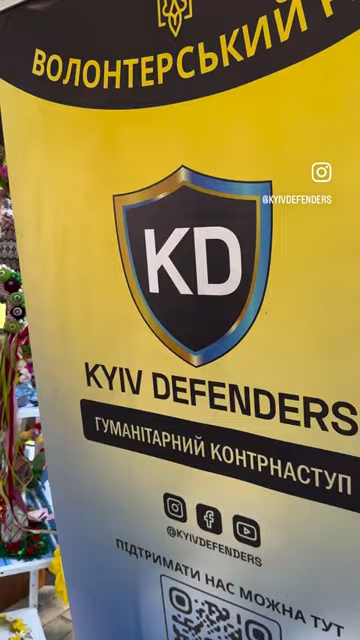 ВОЛОНТЕРСЬКИЙ
@KYIVDEFENDERS
KD
KYIV DEFENDERS
ГУМАНІТАРНИЙ КОНТРНАСТУП
@KYIVDEFENDERS
ПІДТРИМАТИ НАС МОЖНА ТУТ